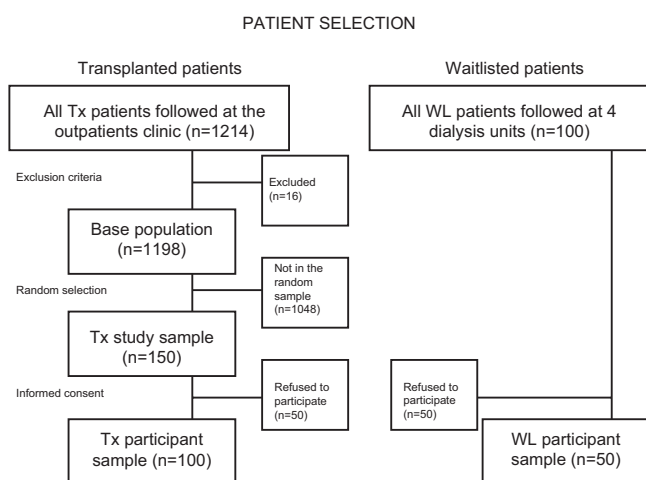 PATIENT SELECTION
Transplanted patients
All Tx patients followed at the
outpatients clinic (n=1214)
Exclusion criteria
Excluded
(n=16)
Base population
(n=1198)
Random selection
Not in the
random
sample
(n=1048)
Tx study sample
(n=150)
Informed consent
Refused to
participate
(n=50)
Tx participant
sample (n=100)
Waitlisted patients
All WL patients followed at 4
dialysis units (n=100)
Refused to
participate
(n=50)
WL participant
sample (n=50)